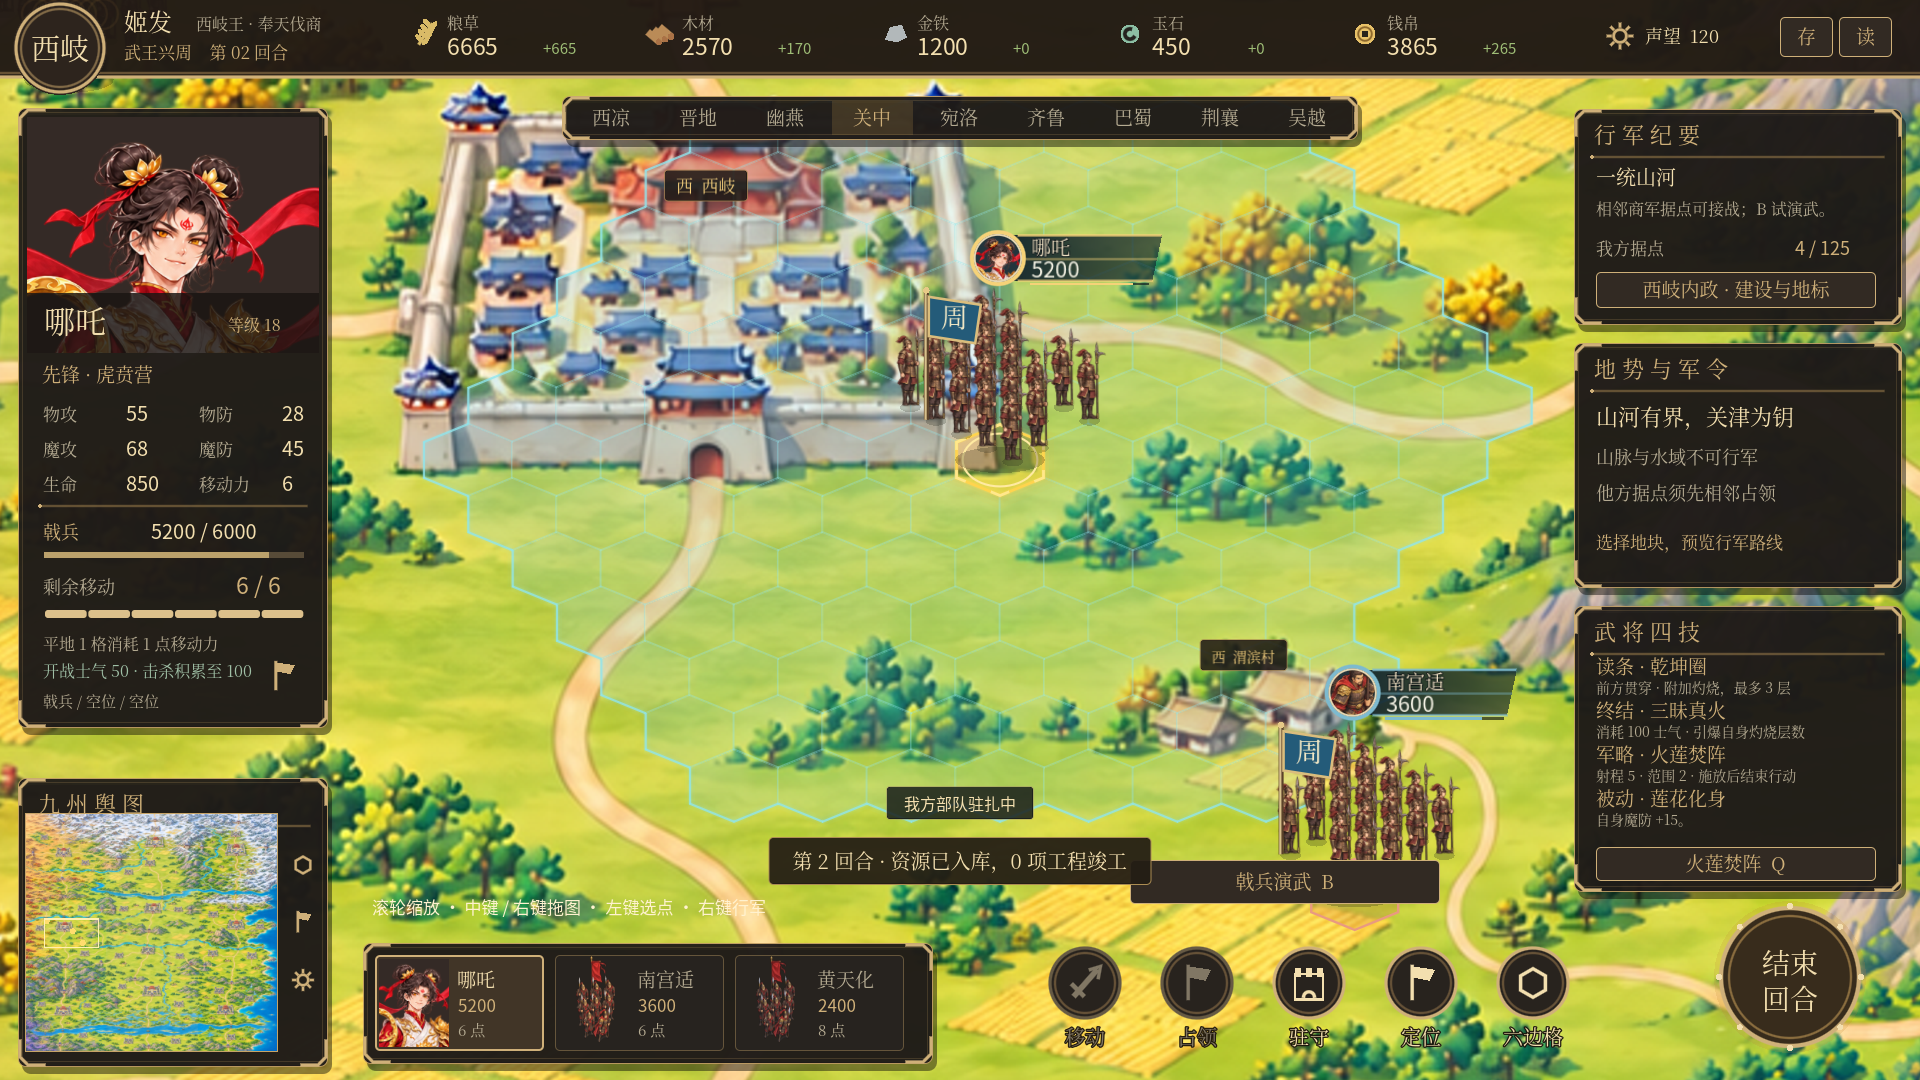 西岐
姬发 西岐王 · 奉天伐商
武王兴周 第 02 回合
粮草
6665 +665
木材
2570 +170
金铁
1200 +0
玉石
450 +0
钱帛
3865 +265
声望 120
存 读
西凉 晋地 幽燕 关中 宛洛 齐鲁 巴蜀 荆襄 吴越
哪吒 等级 18
先锋 · 虎贲营
物攻 55 物防 28
魔攻 68 魔防 45
生命 850 移动力 6
戟兵 5200 / 6000
剩余移动 6 / 6
平地 1 格消耗 1 点移动力
开战士气 50 · 击杀积累至 100
戟兵 / 空位 / 空位
九州舆图
西 西岐
哪吒
5200
周
西 渭滨村
南宫适
3600
周
我方部队驻扎中
第 2 回合 · 资源已入库，0 项工程竣工
戟兵演武 B
滚轮缩放 · 中键 / 右键拖图 · 左键选点 · 右键行军
哪吒
5200
6 点
南宫适
3600
6 点
黄天化
2400
8 点
移动 占领 驻守 定位 六边格
行军纪要
一统山河
相邻商军据点可接战；B 试演武。
我方据点 4 / 125
西岐内政 · 建设与地标
地势与军令
山河有界，关津为钥
山脉与水域不可行军
他方据点须先相邻占领
选择地块，预览行军路线
武将四技
读条 · 乾坤圈
前方贯穿 · 附加灼烧，最多 3 层
终结 · 三昧真火
消耗 100 士气 · 引爆自身灼烧层数
军略 · 火莲焚阵
射程 5 · 范围 2 · 施放后结束行动
被动 · 莲花化身
自身魔防 +15。
火莲焚阵 Q
结束
回合